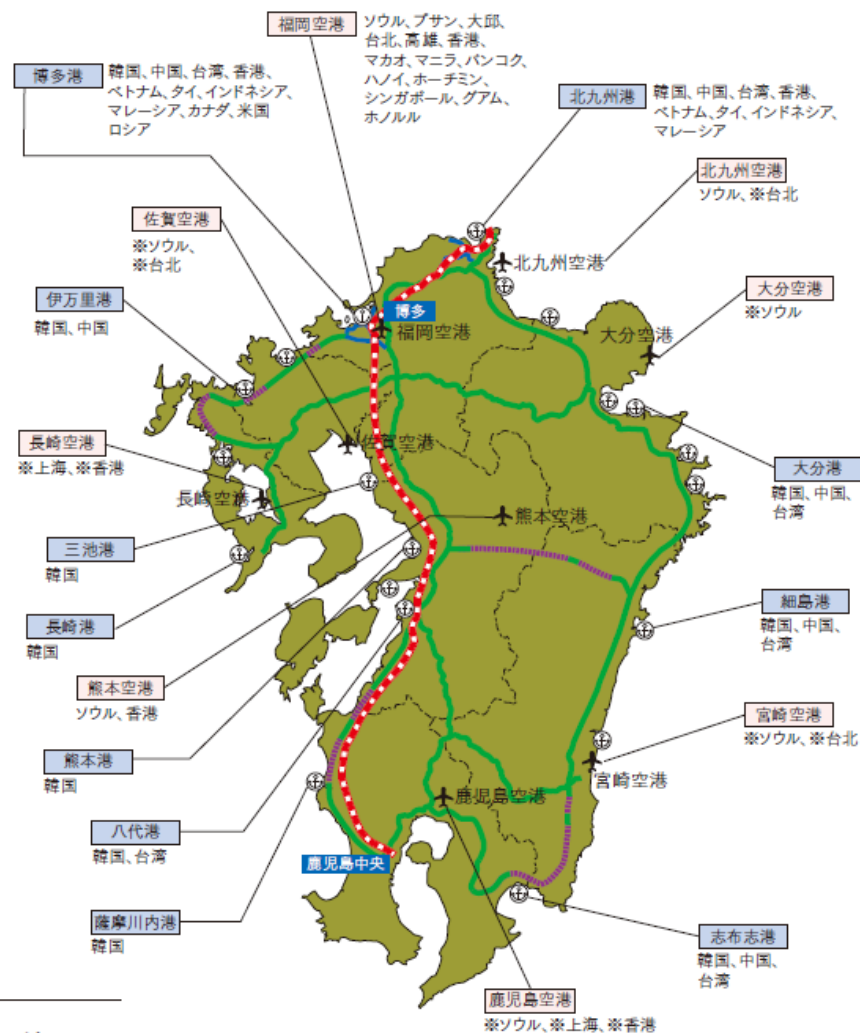 福岡空港
ソウル、プサン、大邱、
台北、高雄、香港、
マカオ、マニラ、バンコク、
ハノイ、ホーチミン、
シンガポール、グアム、
ホノルル
博多港
韓国、中国、台湾、香港、
ベトナム、タイ、インドネシア、
マレーシア、カナダ、米国
ロシア
北九州港
韓国、中国、台湾、香港、
ベトナム、タイ、インドネシア、
マレーシア
北九州空港
ソウル、※台北
佐賀空港
※ソウル、
※台北
北九州空港
伊万里港
韓国、中国
大分空港
※ソウル
博多
福岡空港
大分空港
長崎空港
※上海、※香港
佐賀空港
大分港
韓国、中国、
台湾
長崎空港
熊本空港
三池港
韓国
細島港
韓国、中国、
台湾
長崎港
韓国
熊本空港
ソウル、香港
宮崎空港
※ソウル、※台北
熊本港
韓国
宮崎空港
鹿児島空港
八代港
韓国、台湾
鹿児島中央
薩摩川内港
韓国
志布志港
韓国、中国、
台湾
鹿児島空港
※ソウル、※上海、※香港